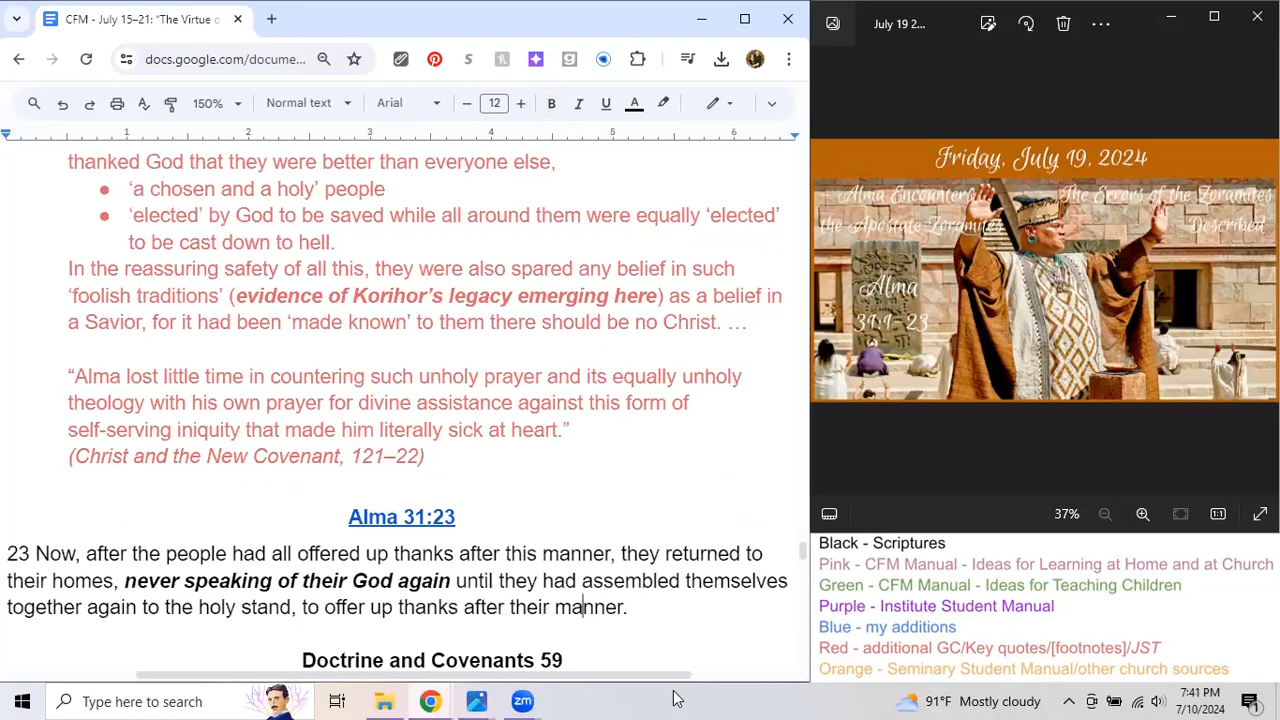 CFM - July 15–21: “The Virtue o
docs.google.com/docume...
150%
Normal text
Arial
12
1 2 3 4 5 6
thanked God that they were better than everyone else,
● ‘a chosen and a holy’ people
● ‘elected’ by God to be saved while all around them were equally ‘elected’
to be cast down to hell.
In the reassuring safety of all this, they were also spared any belief in such
‘foolish traditions’ (evidence of Korihor’s legacy emerging here) as a belief in
a Savior, for it had been ‘made known’ to them there should be no Christ. …
“Alma lost little time in countering such unholy prayer and its equally unholy
theology with his own prayer for divine assistance against this form of
self-serving iniquity that made him literally sick at heart.”
(Christ and the New Covenant, 121–22)
Alma 31:23
23 Now, after the people had all offered up thanks after this manner, they returned to
their homes, never speaking of their God again until they had assembled themselves
together again to the holy stand, to offer up thanks after their manner.
Doctrine and Covenants 59
July 19 2...
Friday, July 19, 2024
Alma Encounters
the Apostate Zoramites
The Errors of the Zoramites
Described
Alma
31:1-23
37%
1:1
Black - Scriptures
Pink - CFM Manual - Ideas for Learning at Home and at Church
Green - CFM Manual - Ideas for Teaching Children
Purple - Institute Student Manual
Blue - my additions
Red - additional GC/Key quotes/[footnotes]/JST
Orange - Seminary Student Manual/other church sources
Type here to search
zm
91°F Mostly cloudy
7:41 PM
7/10/2024
1